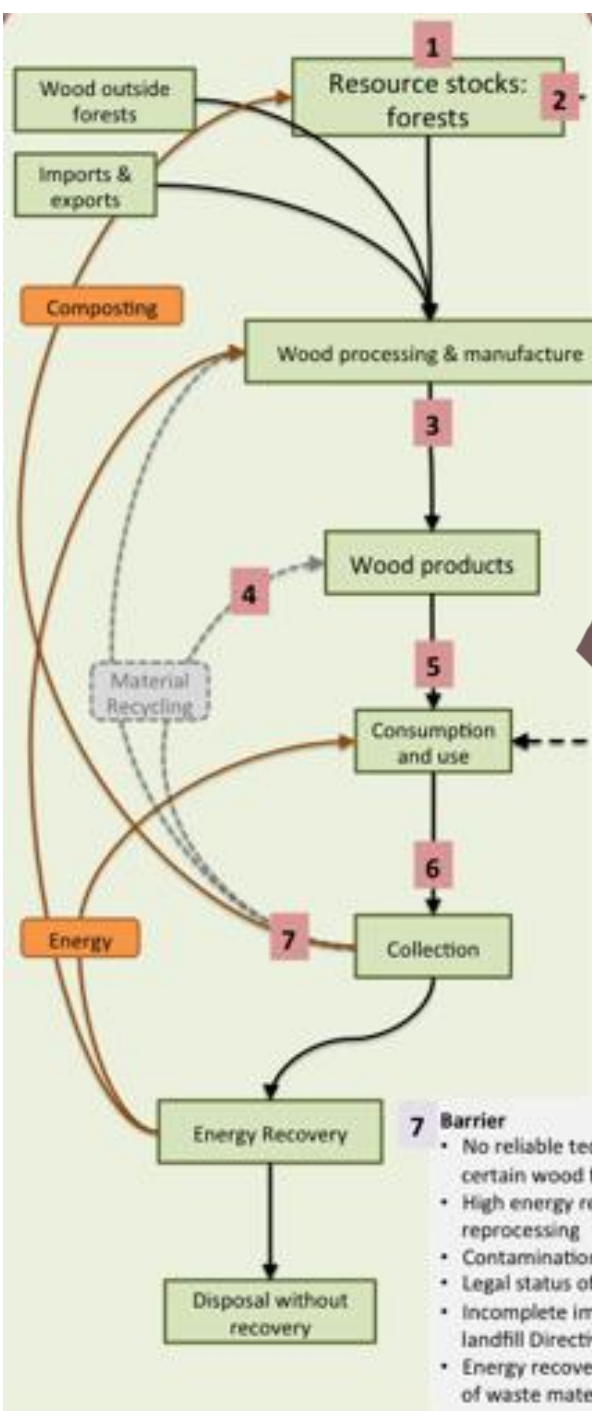 1
Resource stocks:
forests
2
Wood outside
forests
Imports &
exports
Composting
Wood processing & manufacture
3
Wood products
4
Material
Recycling
5
Consumption
and use
6
Energy
7
Collection
Energy Recovery
Disposal without
recovery
7 Barrier
• No reliable
certain wood
• High energy
reprocessing
• Contamination
• Legal status of
• Incomplete
landfill
• Energy
of waste